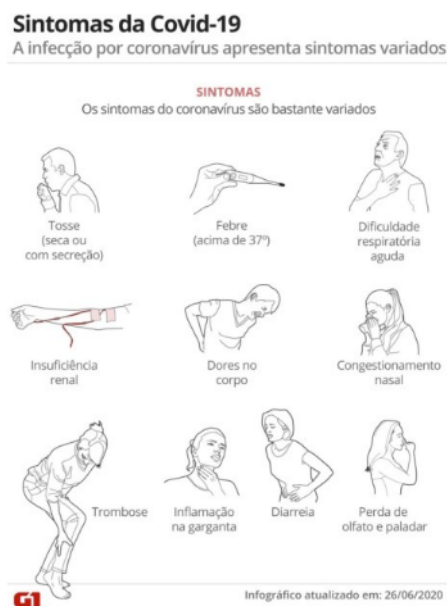 Sintomas da Covid-19
A infecção por coronavírus apresenta sintomas variados
SINTOMAS
Os sintomas do coronavírus são bastante variados
Tosse
(seca ou
com secreção)
Febre
(acima de 37º)
Dificuldade
respiratória
aguda
Insuficiência
renal
Dores no
corpo
Congestionamento
nasal
Trombose
Inflamação
na garganta
Diarreia
Perda de
olfato e paladar
G1
Infográfico atualizado em: 26/06/2020